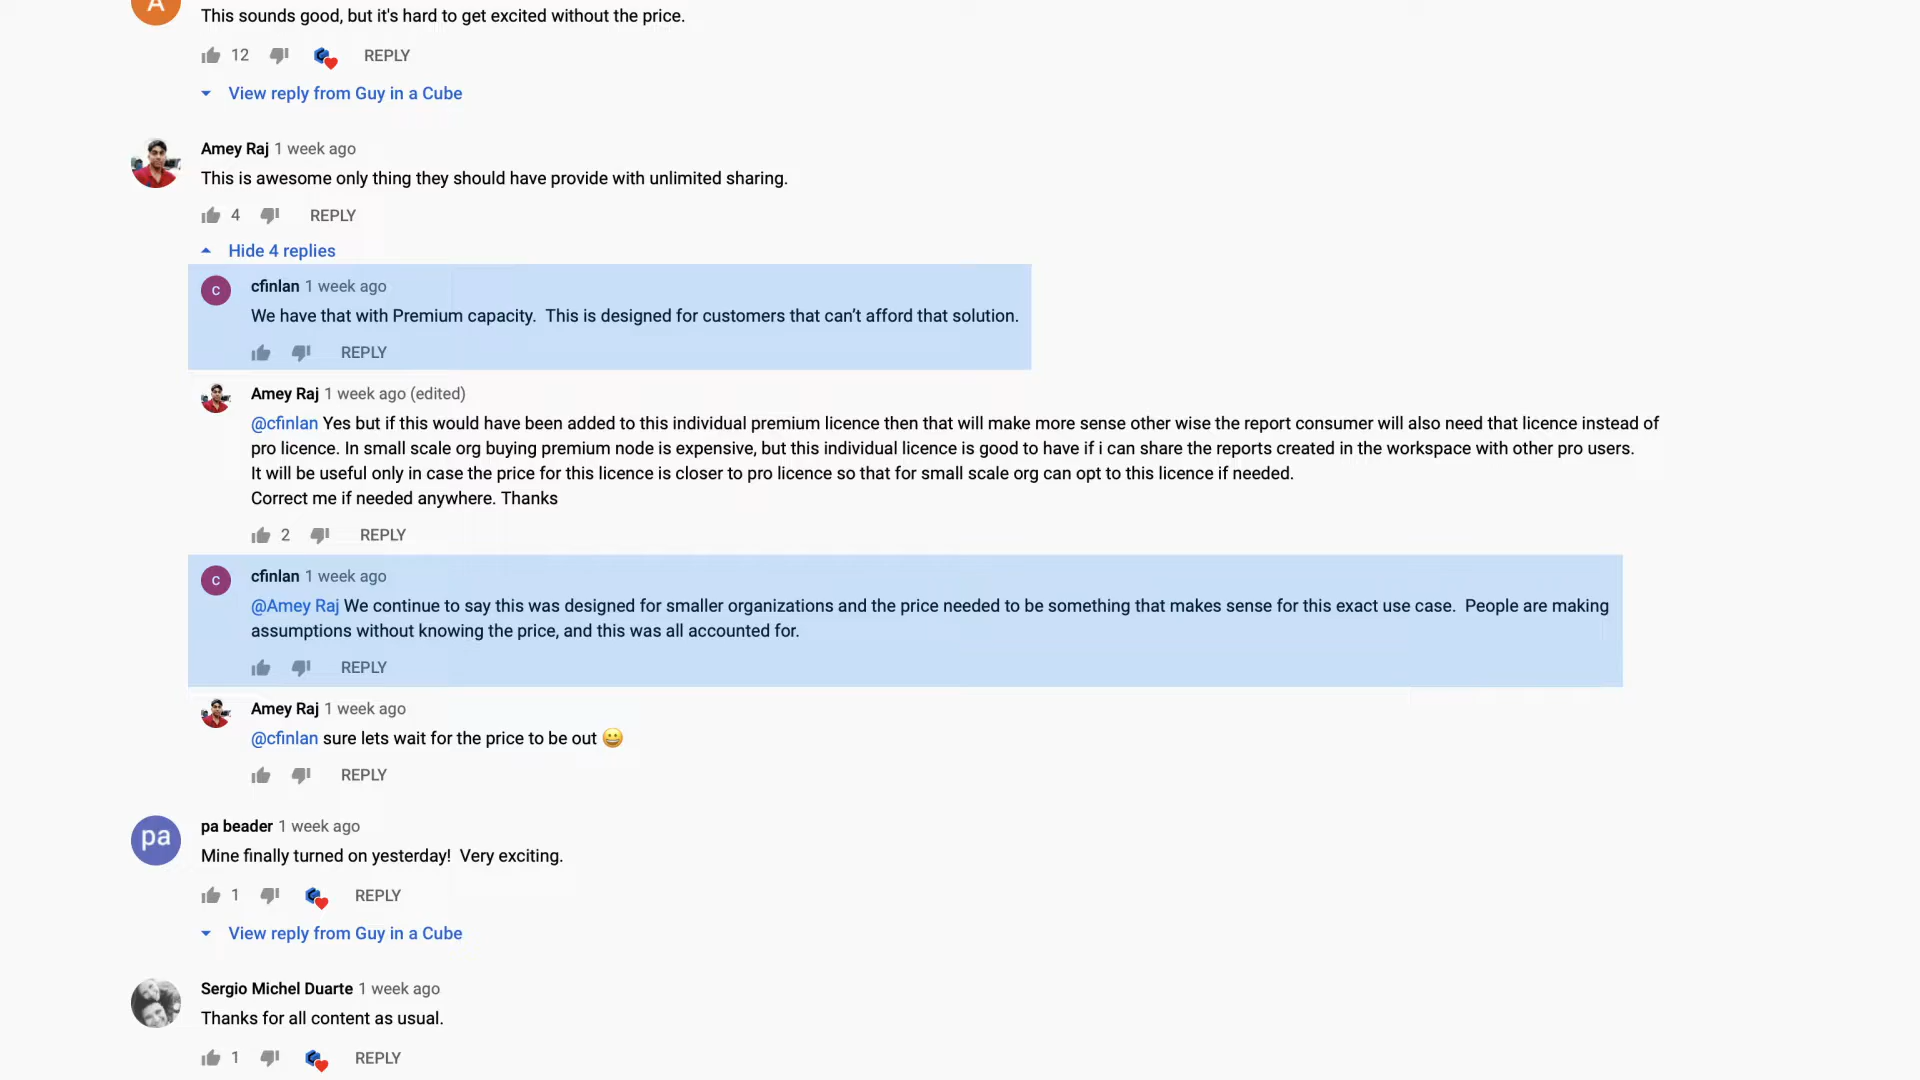 A
This sounds good, but it's hard to get excited without the price.
12 REPLY
View reply from Guy in a Cube
Amey Raj 1 week ago
This is awesome only thing they should have provide with unlimited sharing.
4 REPLY
Hide 4 replies
C
cfinlan 1 week ago
We have that with Premium capacity.  This is designed for customers that can’t afford that solution.
REPLY
Amey Raj 1 week ago (edited)
@cfinlan Yes but if this would have been added to this individual premium licence then that will make more sense other wise the report consumer will also need that licence instead of
pro licence. In small scale org buying premium node is expensive, but this individual licence is good to have if i can share the reports created in the workspace with other pro users.
It will be useful only in case the price for this licence is closer to pro licence so that for small scale org can opt to this licence if needed.
Correct me if needed anywhere. Thanks
2 REPLY
C
cfinlan 1 week ago
@Amey Raj We continue to say this was designed for smaller organizations and the price needed to be something that makes sense for this exact use case.  People are making
assumptions without knowing the price, and this was all accounted for.
REPLY
Amey Raj 1 week ago
@cfinlan sure lets wait for the price to be out 😀
REPLY
pa
pa beader 1 week ago
Mine finally turned on yesterday!  Very exciting.
1 REPLY
View reply from Guy in a Cube
Sergio Michel Duarte 1 week ago
Thanks for all content as usual.
1 REPLY